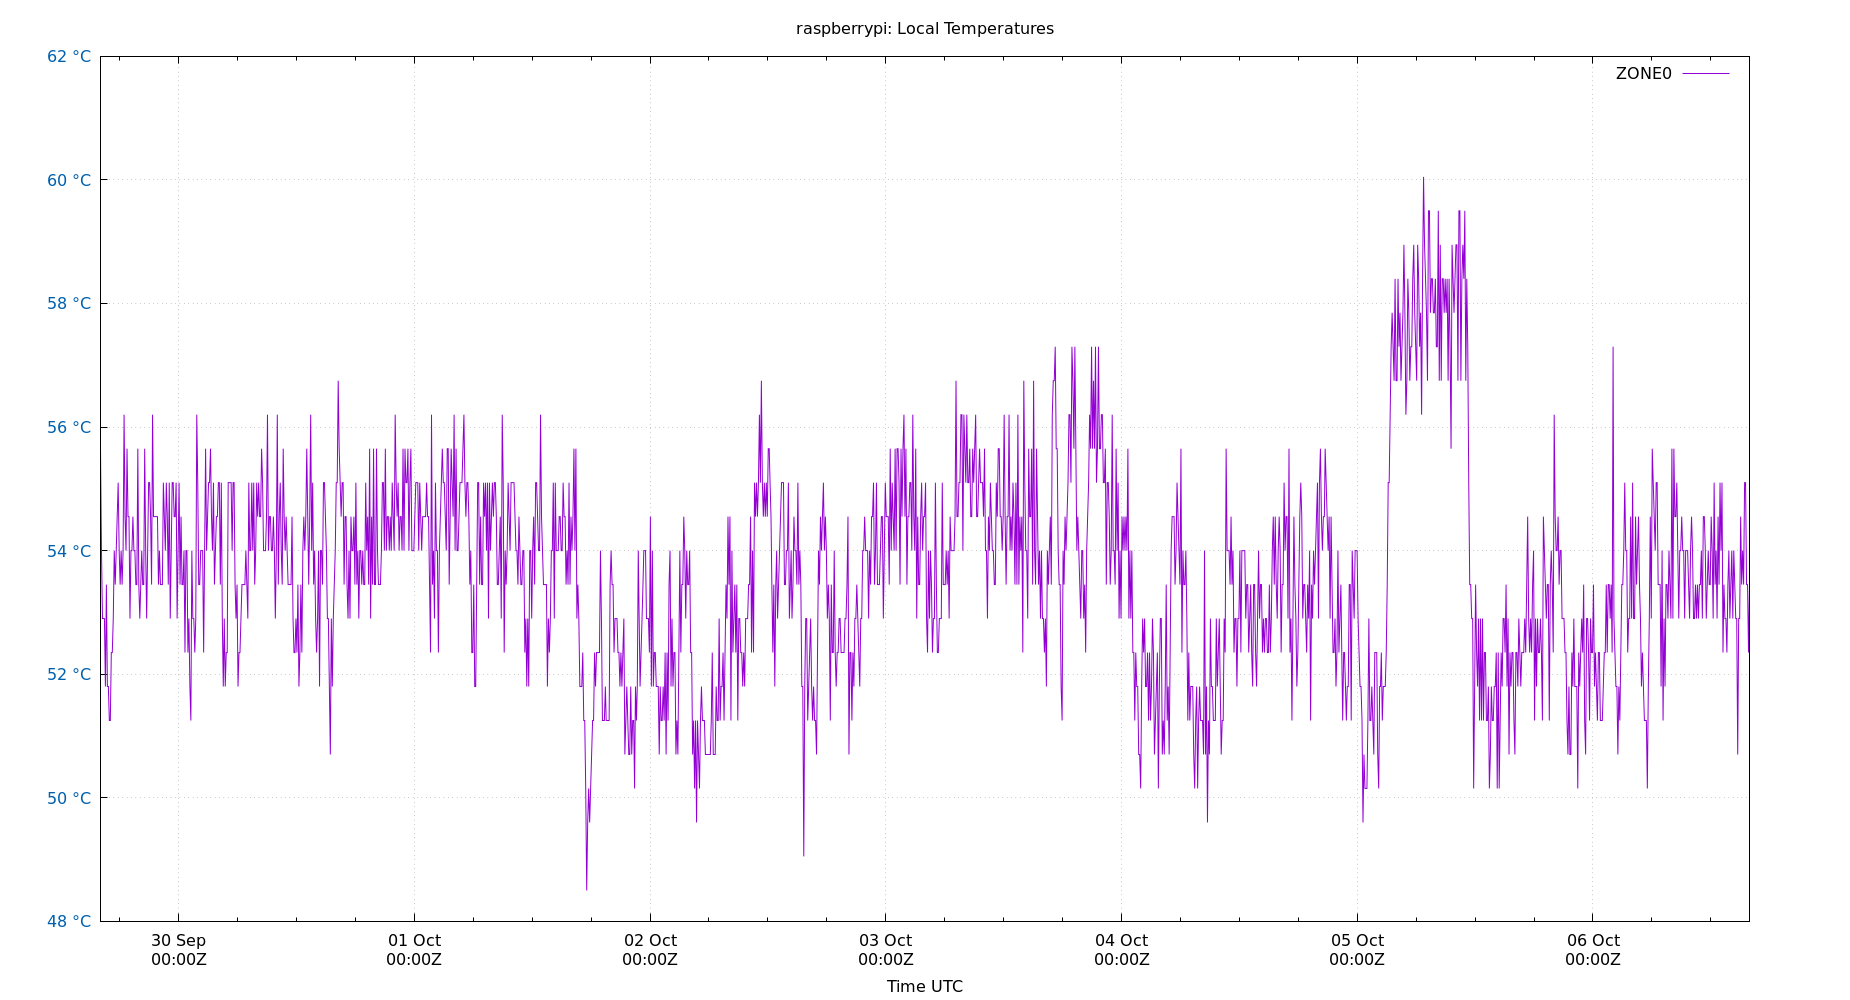 raspberrypi: Local Temperatures
62 °C
ZONE0
60 °C
58 °C
56 °C
54 °C
52 °C
50 °C
48 °C
30 Sep 01 Oct 02 Oct 03 Oct 04 Oct 05 Oct 06 Oct
00:00Z 00:00Z 00:00Z 00:00Z 00:00Z 00:00Z 00:00Z
Time UTC